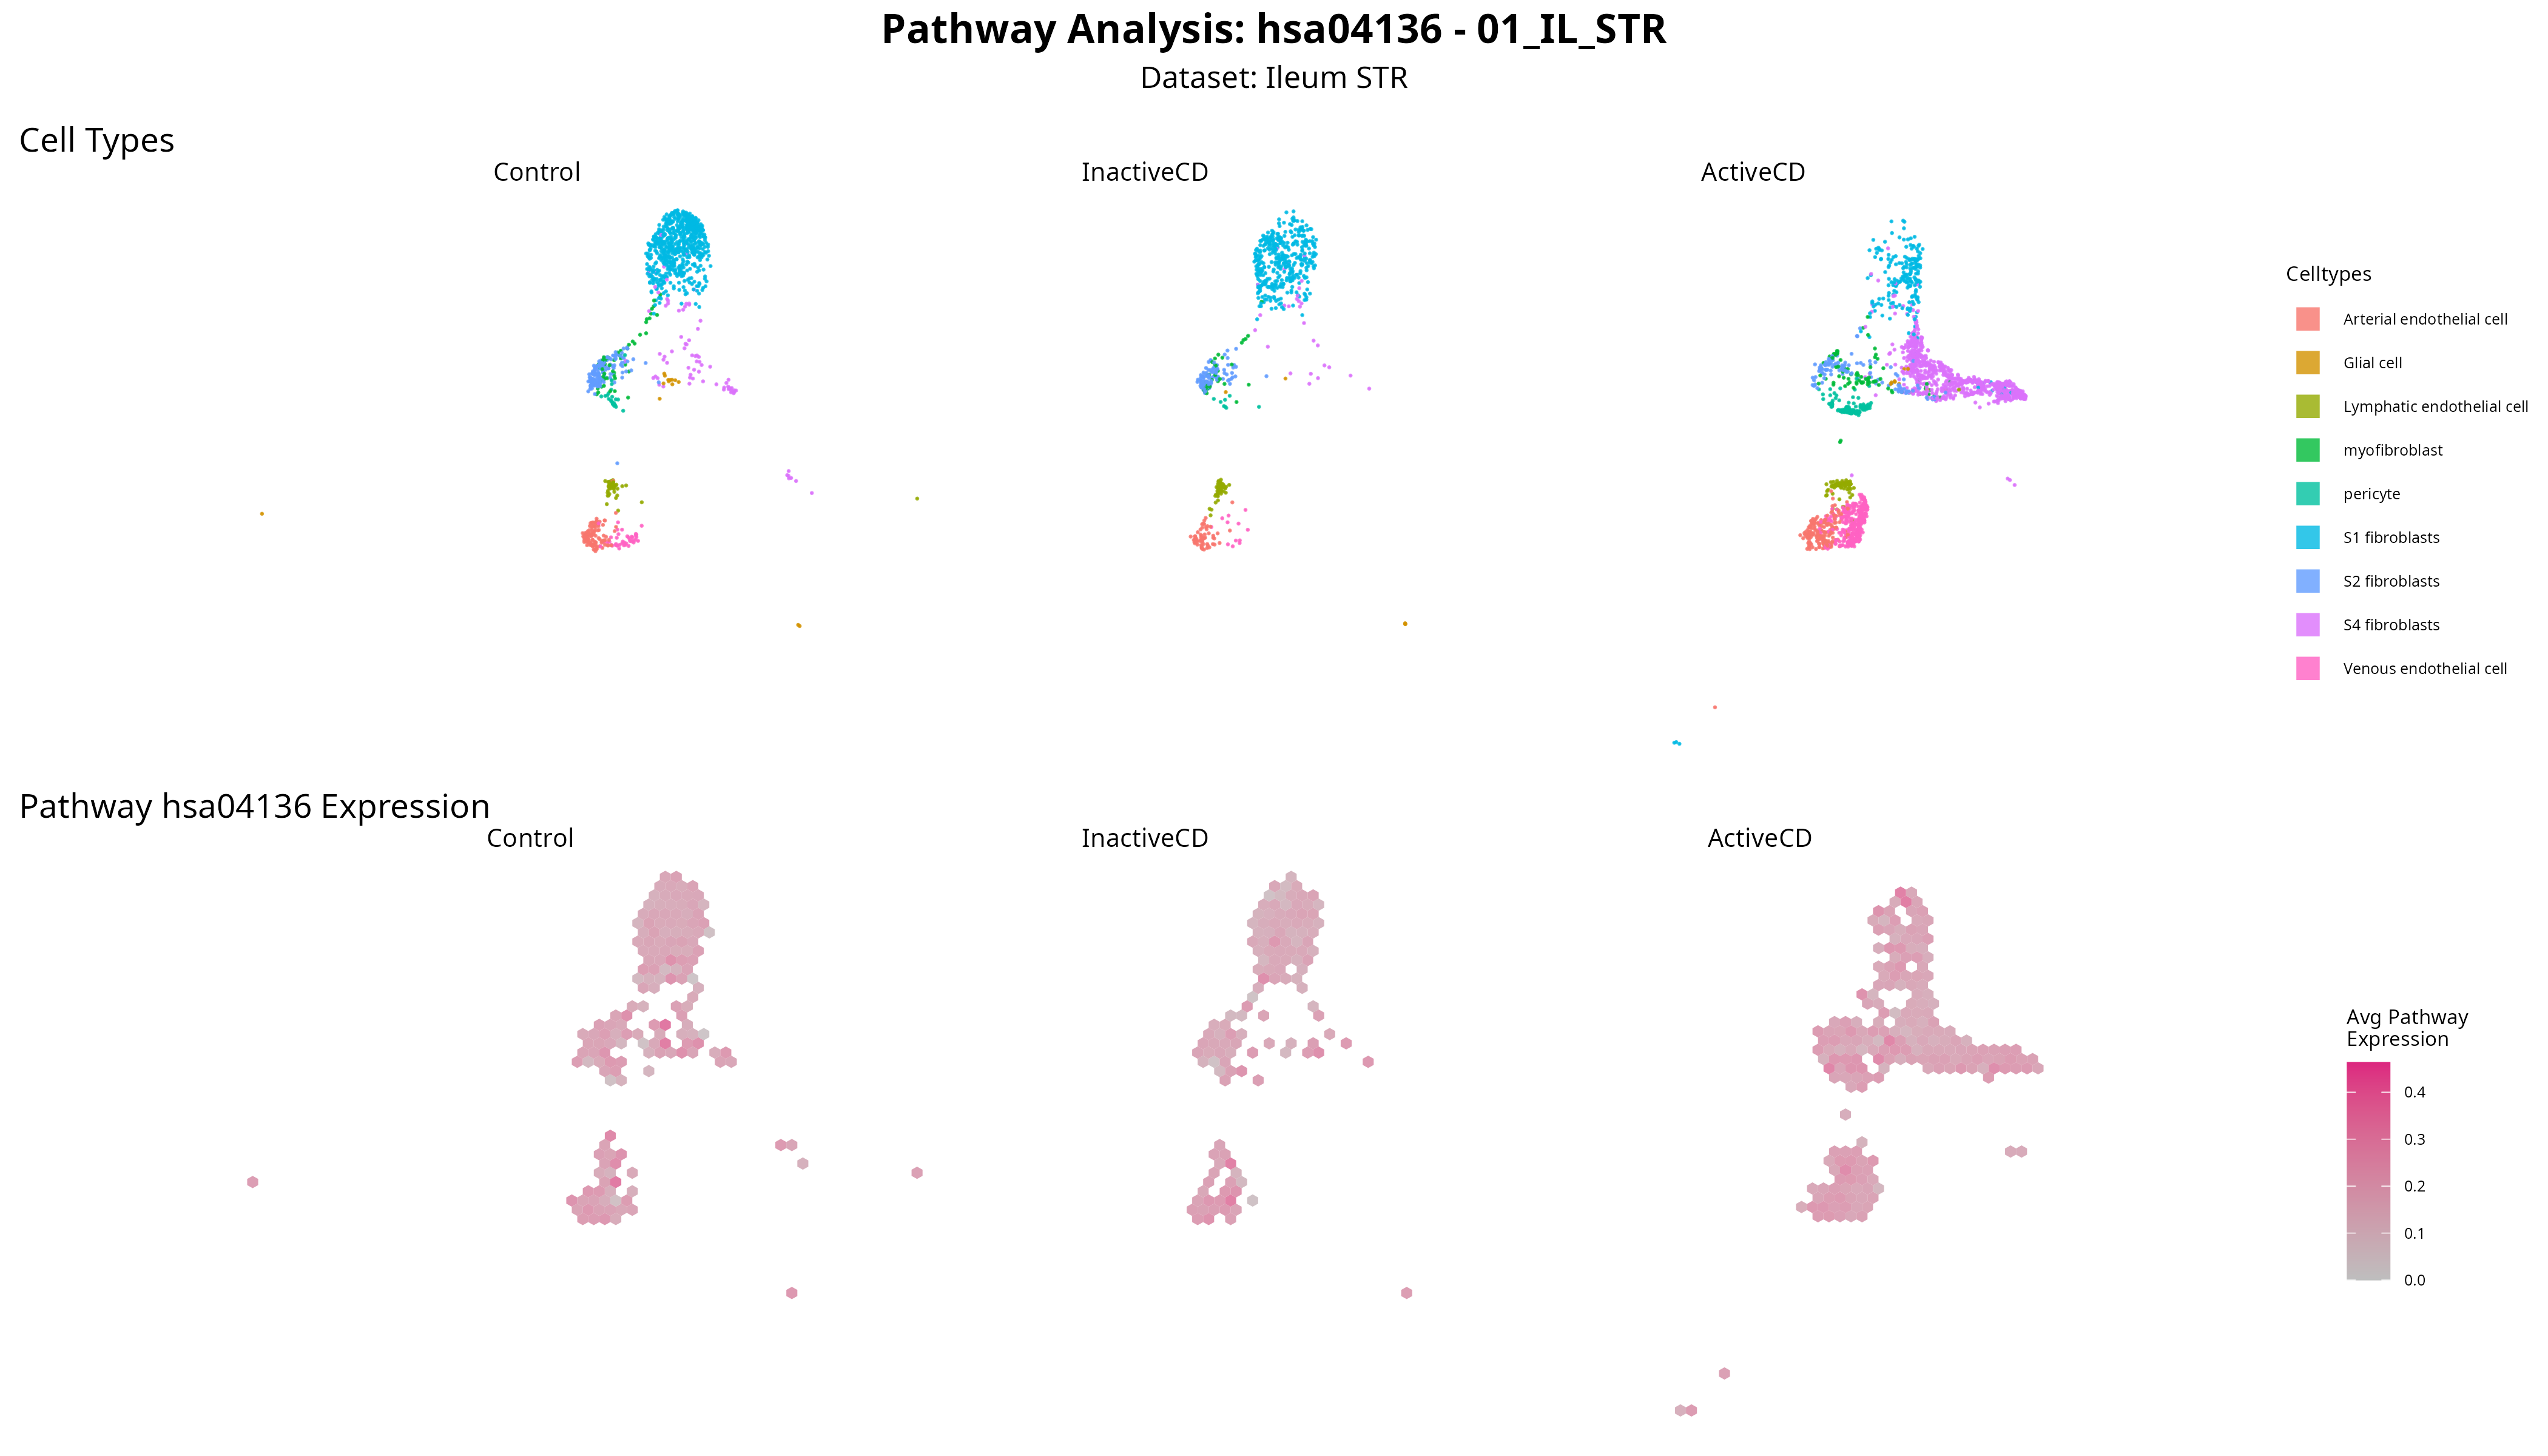 Pathway Analysis: hsa04136 - 01_IL_STR
Dataset: Ileum STR
Cell Types
Control
InactiveCD
ActiveCD
Celltypes
Arterial endothelial cell
Glial cell
Lymphatic endothelial cell
myofibroblast
pericyte
S1 fibroblasts
S2 fibroblasts
S4 fibroblasts
Venous endothelial cell
Pathway hsa04136 Expression
Control
InactiveCD
ActiveCD
Avg Pathway
Expression
0.4
0.3
0.2
0.1
0.0